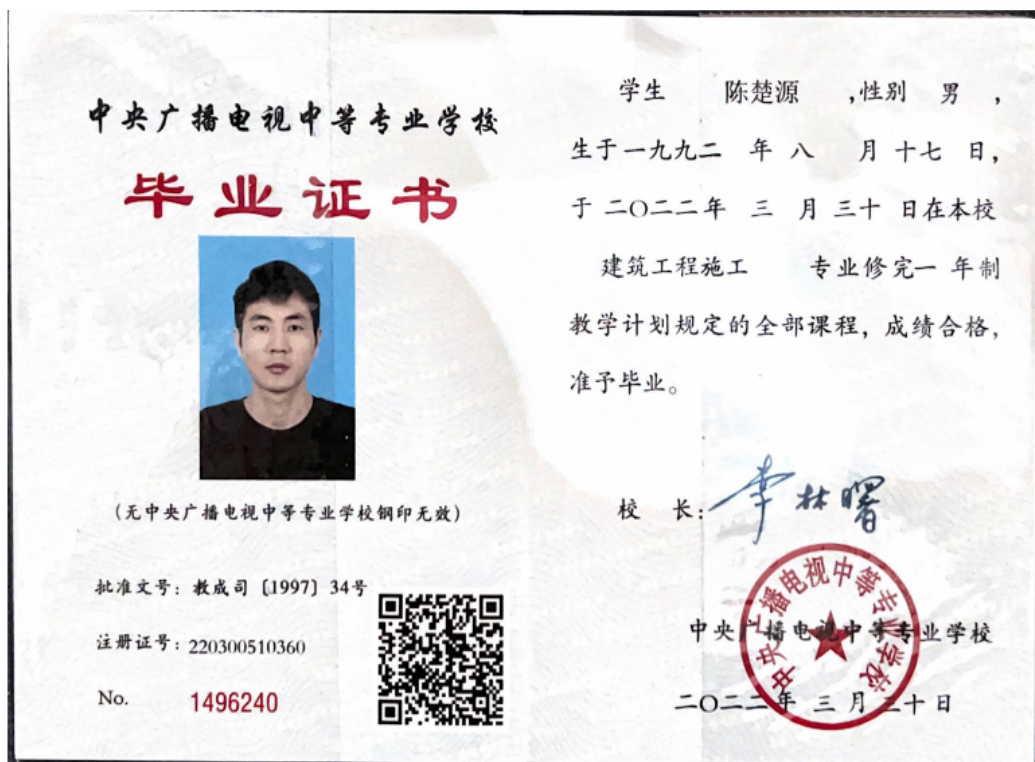 中央广播电视中等专业学校
毕业证书
(无中央广播电视中等专业学校钢印无效)
批准文号：教成司〔1997〕34号
注册证号：220300510360
No. 1496240
学生 陈楚源 ,性别 男 ，
生于一九九二 年 八 月 十七 日，
于 二〇二二年 三 月 三十 日在本校
建筑工程施工 专业修完一 年制
教学计划规定的全部课程，成绩合格，
准予毕业。
校 长：李林曙
中央广播电视中等专业学校
中央广播电视中等专业学校
二〇二二年 三 月 三十 日